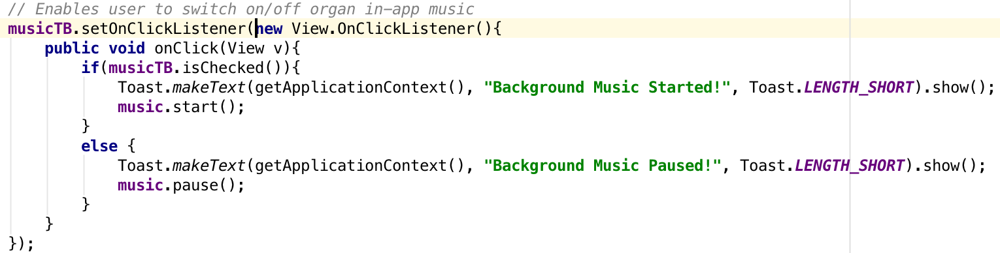 // Enables user to switch on/off organ in-app music
musicTB.setOnClickListener(new View.OnClickListener(){
    public void onClick(View v){
        if(musicTB.isChecked()){
            Toast.makeText(getApplicationContext(), "Background Music Started!", Toast.LENGTH_SHORT).show();
            music.start();
        }
        else {
            Toast.makeText(getApplicationContext(), "Background Music Paused!", Toast.LENGTH_SHORT).show();
            music.pause();
        }
    }
});